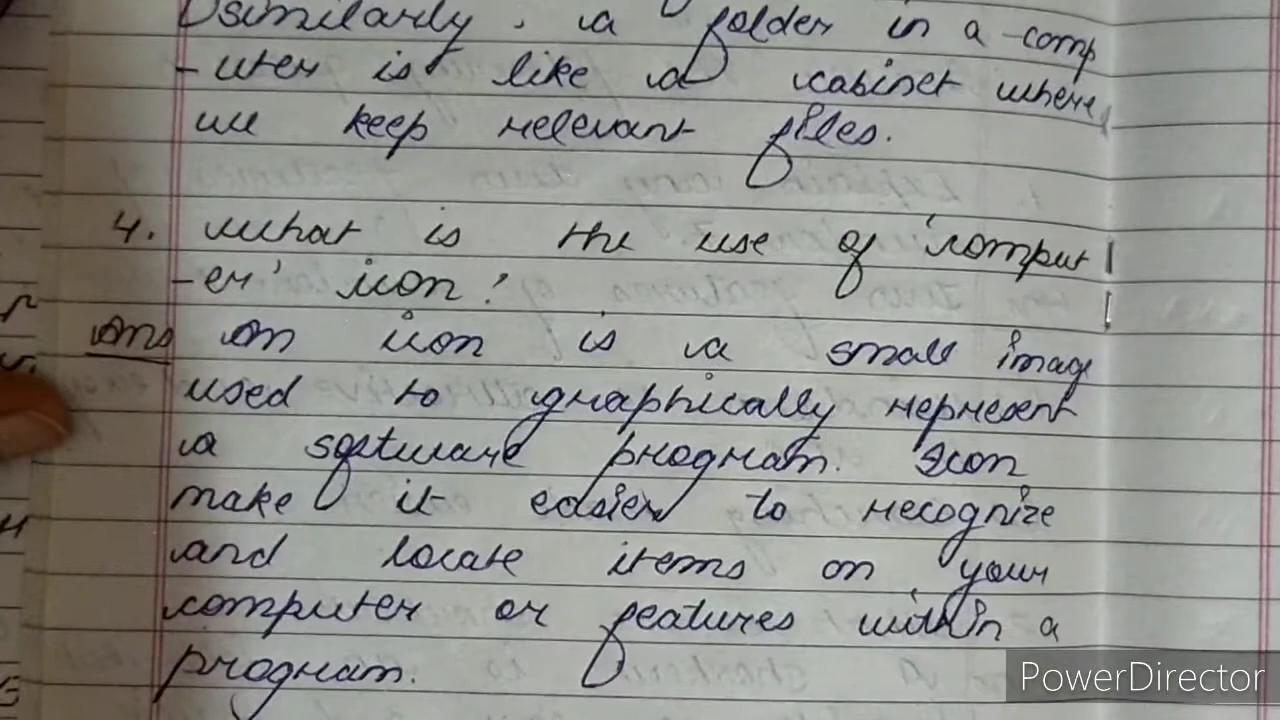 similarly, a folder in a comp
-uter is like a cabinet where
we keep relevant files.
4. What is the use of 'comput
-er' icon?
Ans An icon is a small image
used to graphically represent
a software program. Icon
make it easier to recognize
and locate items on your
computer or features within a
program.
PowerDirector